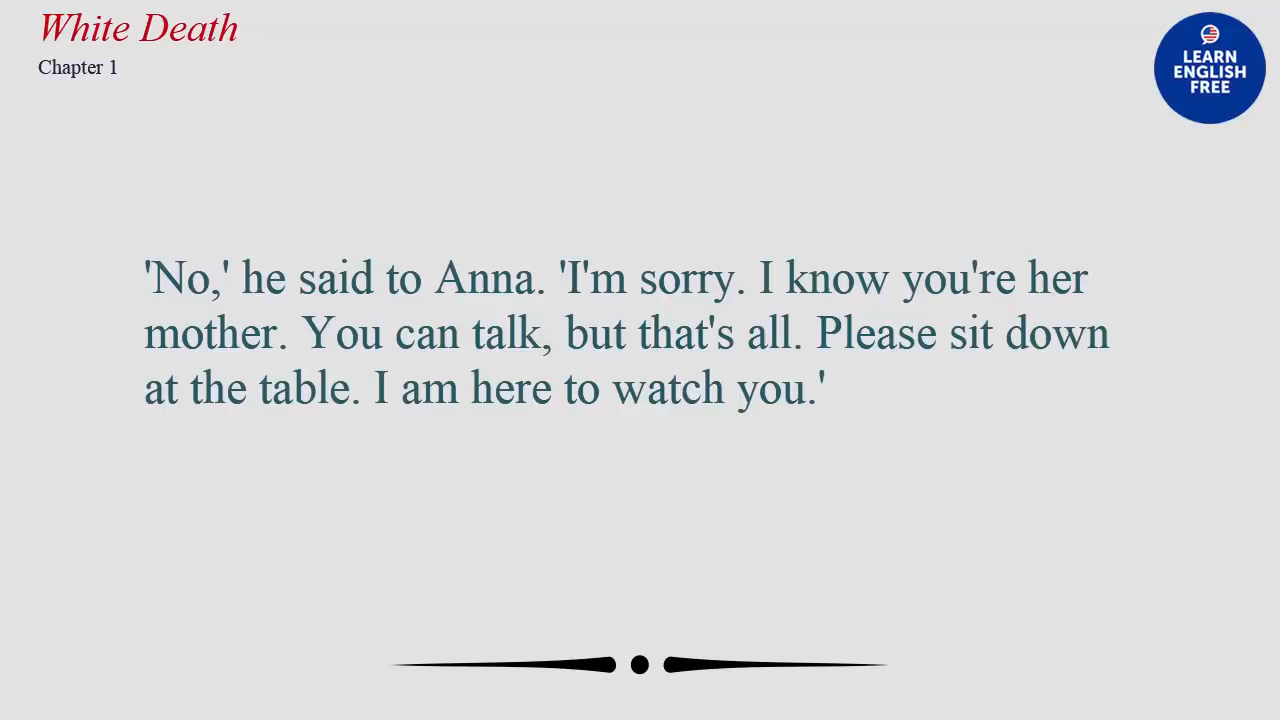 White Death
Chapter 1
LEARN
ENGLISH
FREE
'No,' he said to Anna. 'I'm sorry. I know you're her
mother. You can talk, but that's all. Please sit down
at the table. I am here to watch you.'